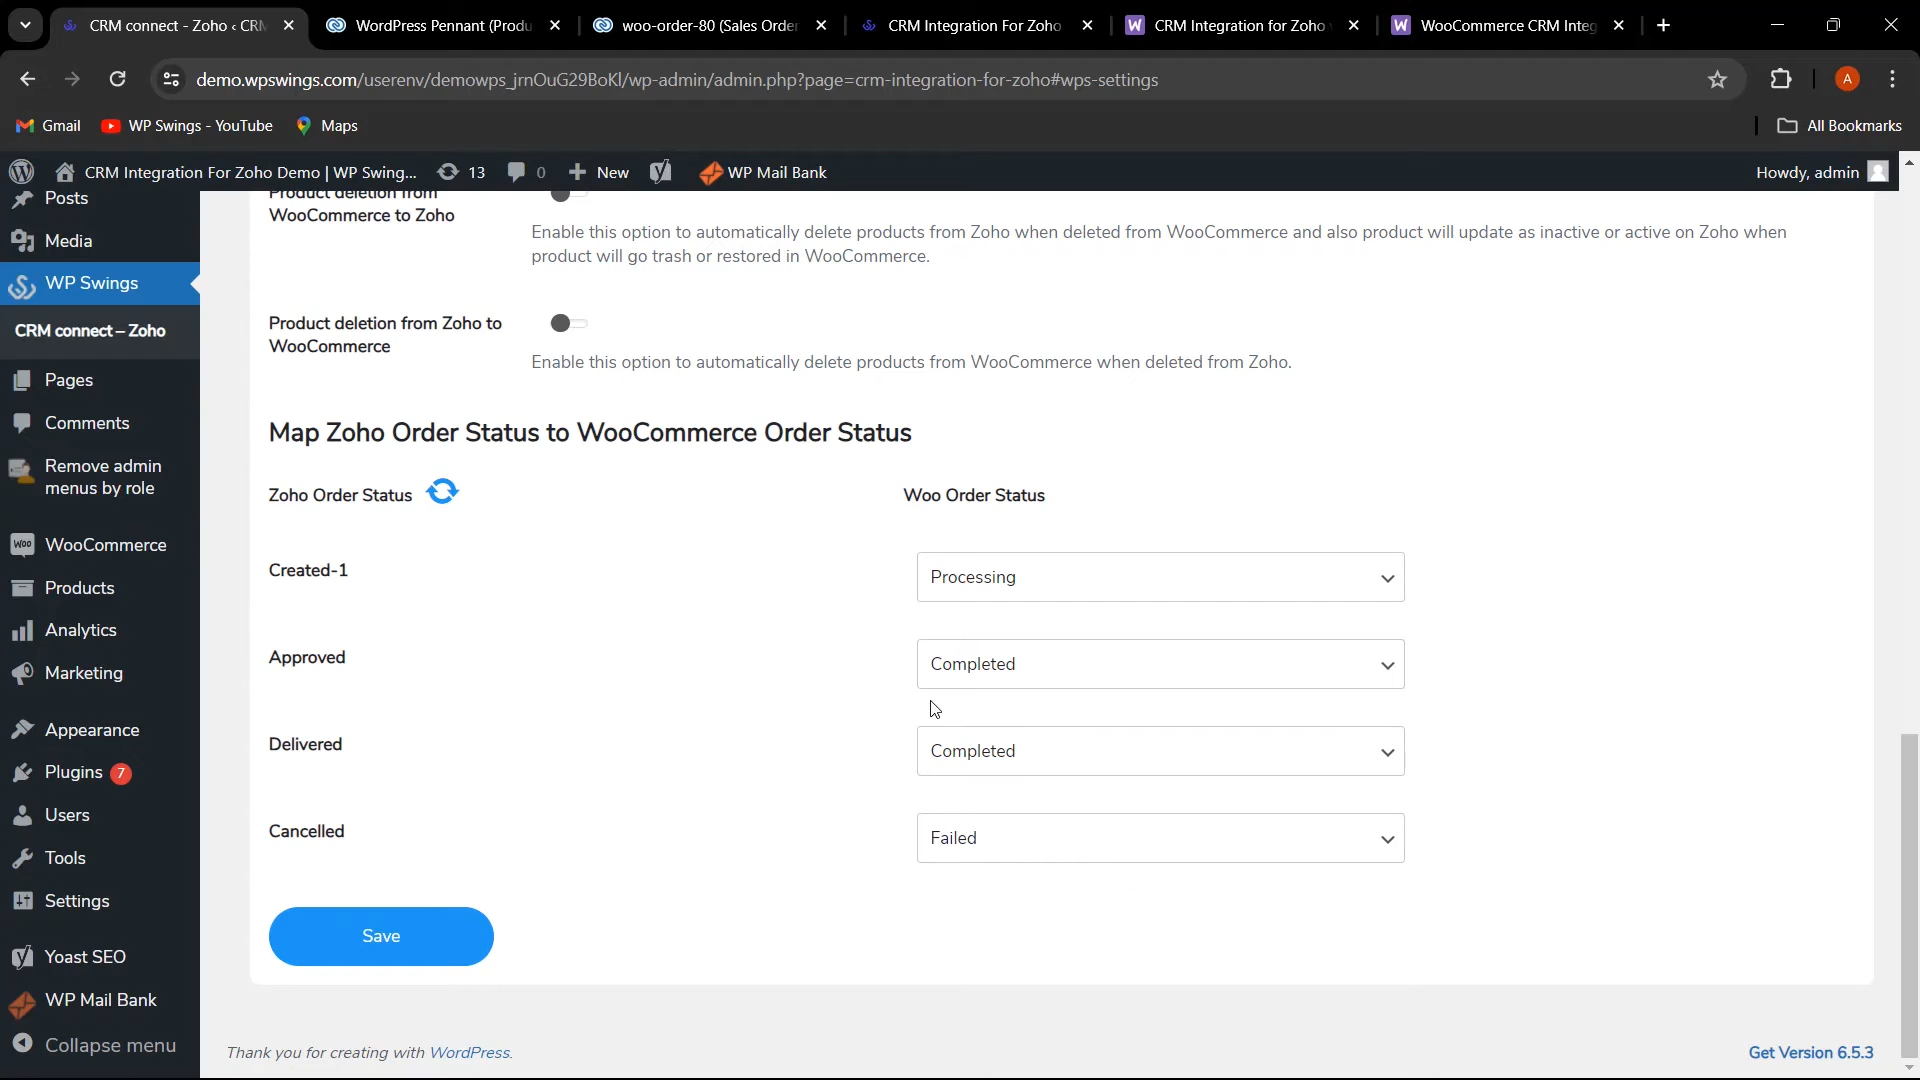 CRM connect - Zoho ‹ CRM
WordPress Pennant (Produ
woo-order-80 (Sales Order
CRM Integration For Zoho
CRM Integration for Zoho
WooCommerce CRM Integ
demo.wpswings.com/userenv/demowps_jrnOuG29BoKl/wp-admin/admin.php?page=crm-integration-for-zoho#wps-settings
A
Gmail
WP Swings - YouTube
Maps
All Bookmarks
CRM Integration For Zoho Demo | WP Swing...
13
0
New
WP Mail Bank
Howdy, admin
Posts
Media
WP Swings
CRM connect – Zoho
Pages
Comments
Remove admin
menus by role
WooCommerce
Products
Analytics
Marketing
Appearance
Plugins 7
Users
Tools
Settings
Yoast SEO
WP Mail Bank
Collapse menu
Product deletion from
WooCommerce to Zoho
Enable this option to automatically delete products from Zoho when deleted from WooCommerce and also product will update as inactive or active on Zoho when
product will go trash or restored in WooCommerce.
Product deletion from Zoho to
WooCommerce
Enable this option to automatically delete products from WooCommerce when deleted from Zoho.
Map Zoho Order Status to WooCommerce Order Status
Zoho Order Status
Woo Order Status
Created-1
Processing
Approved
Completed
Delivered
Completed
Cancelled
Failed
Save
Thank you for creating with WordPress.
Get Version 6.5.3